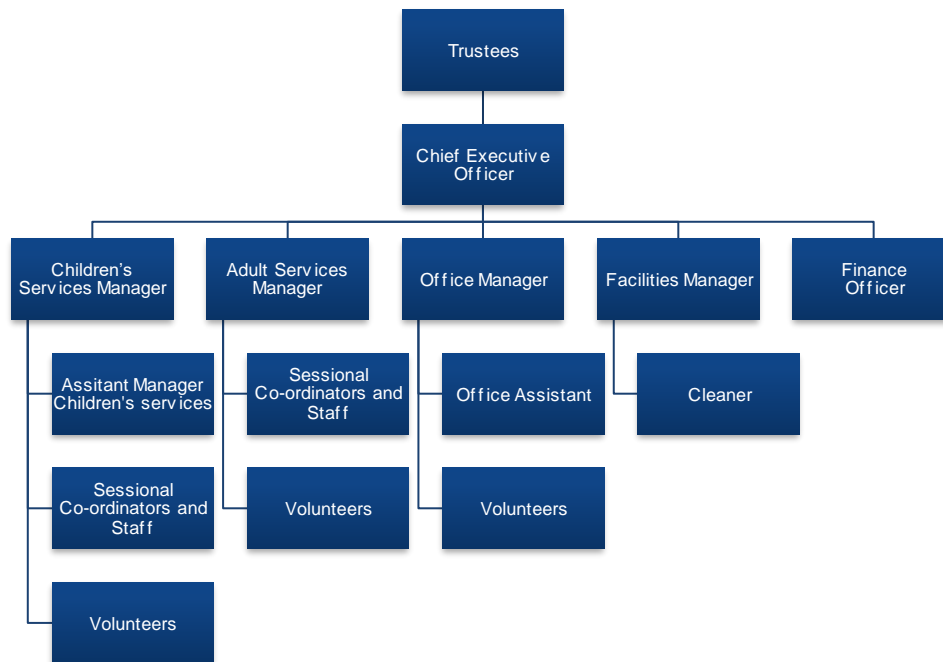 Trustees
Chief Executive
Officer
Children's
Services Manager
Adult Services
Manager
Office Manager
Facilities Manager
Finance
Officer
Assitant Manager
Children's services
Sessional
Co-ordinators and
Staff
Office Assistant
Cleaner
Sessional
Co-ordinators and
Staff
Volunteers
Volunteers
Volunteers